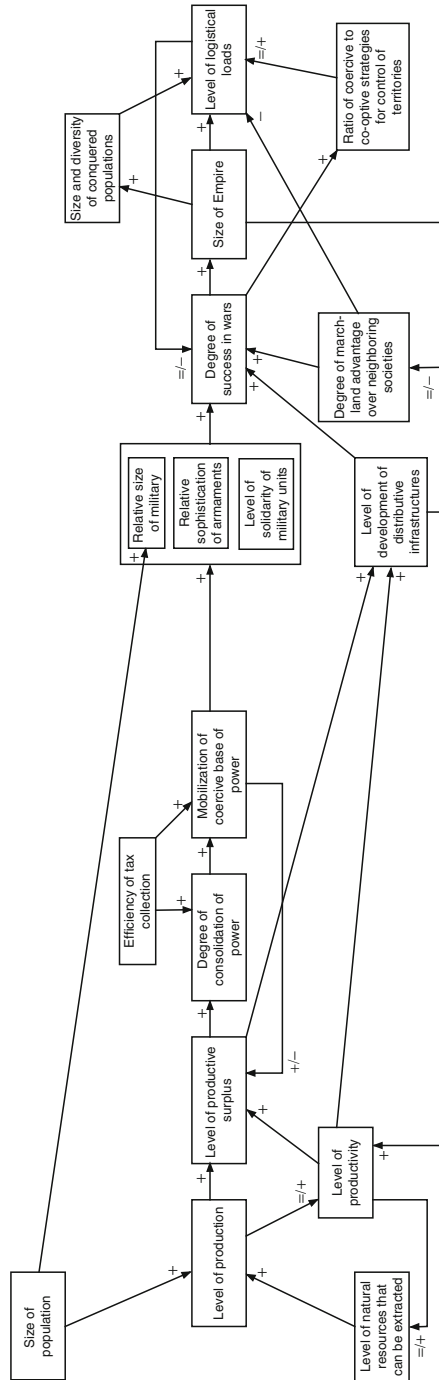 Size of
population
+
+
Level of production
+
=/+
+
Level of natural
resources that
can be extracted
=/+
Level of
productivity
+
+
Level of productive
surplus
+
+/–
Efficiency of tax
collection
+
+
Degree of
consolidation of
power
+
Mobilization of
coercive base of
power
+
+
Relative size
of military
Relative
sophistication
of armaments
Level of
solidarity of
military units
+
+
+
Level of
development of
distributive
infrastructures
=/–
Degree of
success in wars
+
+
+
Degree of march-
land advantage
over neighboring
societies
=/–
Size and diversity
of conquered
populations
+
+
Size of Empire
+
–
=/+
Level of logistical
loads
+
Ratio of coercive to
co-optive strategies
for control of
territories